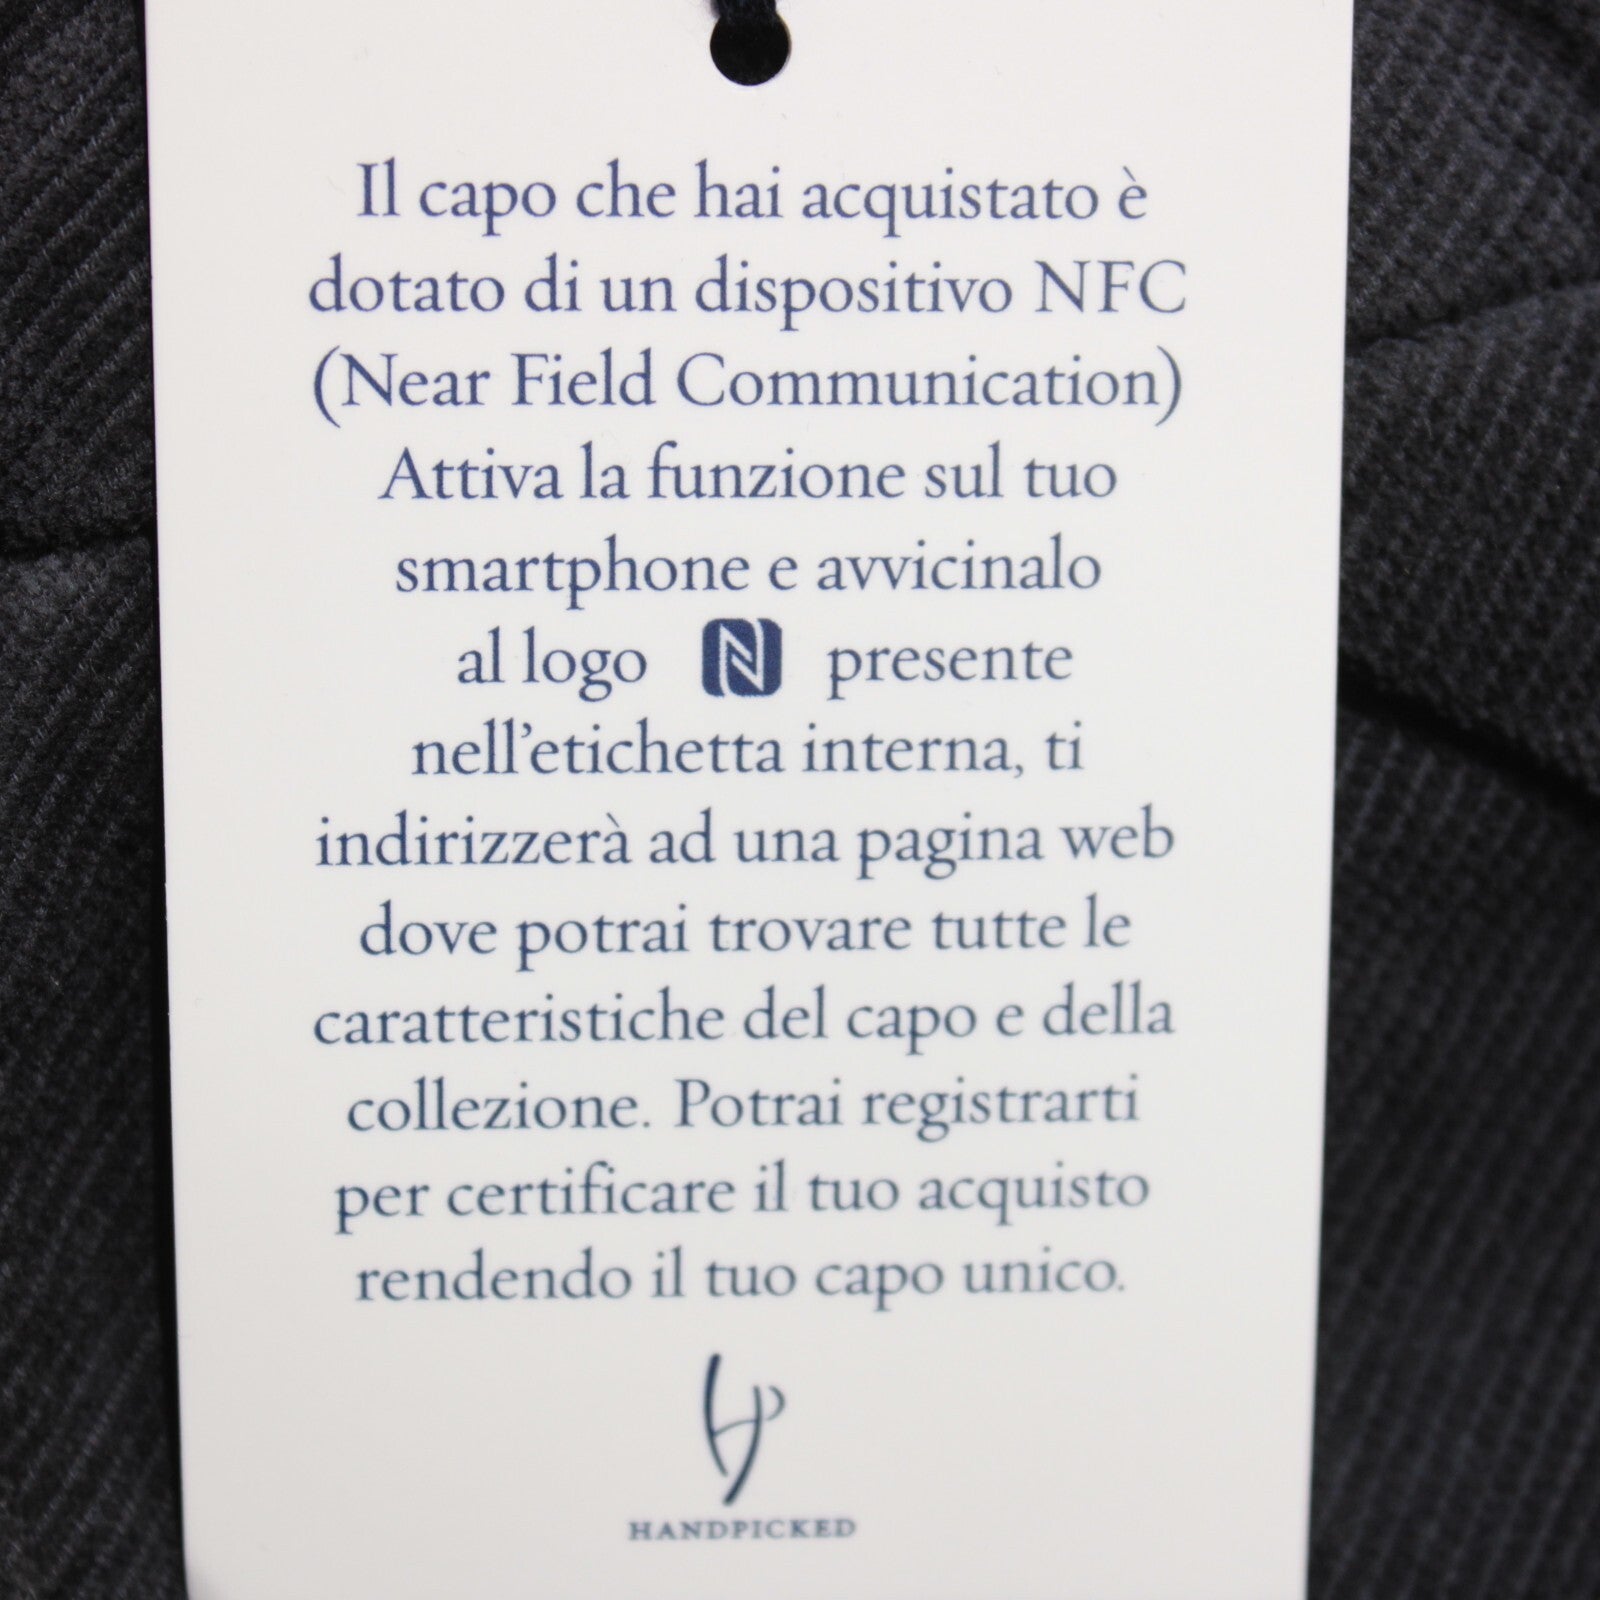 Il capo che hai acquistato è
dotato di un dispositivo NFC
(Near Field Communication)
Attiva la funzione sul tuo
smartphone e avvicinalo
al logo N presente
nell'etichetta interna, ti
indirizzerà ad una pagina web
dove potrai trovare tutte le
caratteristiche del capo e della
collezione. Potrai registrarti
per certificare il tuo acquisto
rendendo il tuo capo unico.
HANDPICKED